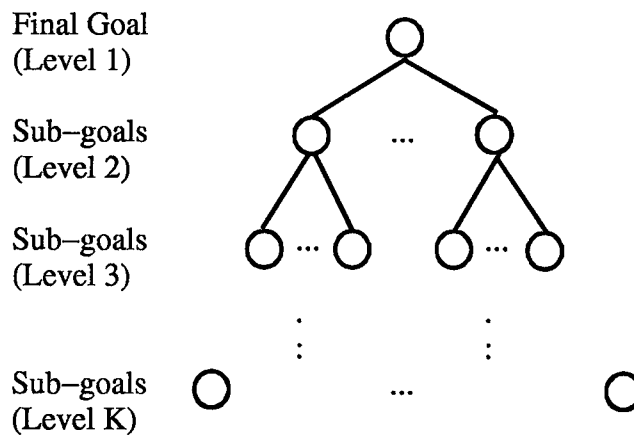 Final Goal
(Level 1)
Sub−goals
(Level 2)
...
Sub−goals
(Level 3)
... ...
Sub−goals
(Level K)
...